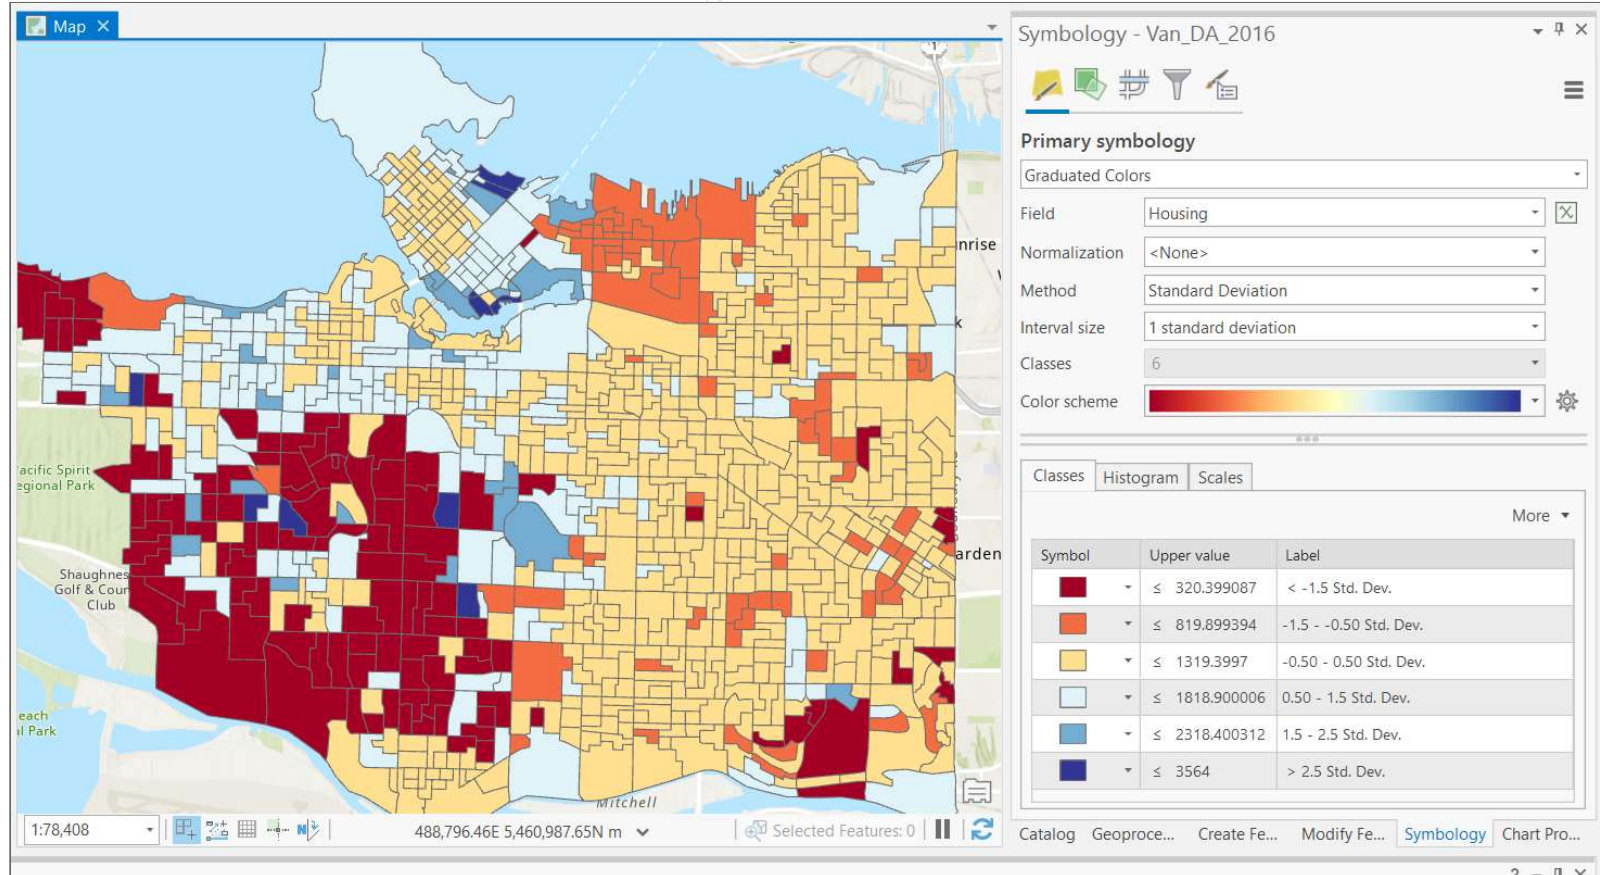 Map
Symbology - Van_DA_2016
Primary symbology
Graduated Colors
Field Housing
Normalization <None>
Method Standard Deviation
Interval size 1 standard deviation
Classes 6
Color scheme
Classes Histogram Scales
More
Symbol Upper value Label
≤ 320.399087 < -1.5 Std. Dev.
≤ 819.899394 -1.5 - -0.50 Std. Dev.
≤ 1319.3997 -0.50 - 0.50 Std. Dev.
≤ 1818.900006 0.50 - 1.5 Std. Dev.
≤ 2318.400312 1.5 - 2.5 Std. Dev.
≤ 3564 > 2.5 Std. Dev.
Catalog Geoproce... Create Fe... Modify Fe... Symbology Chart Pro...
1
nrise
k
acific Spirit
egional Park
arden
Shaughnes
Golf & Coun
Club
each
al Park
Mitchell
1:78,408
N
488,796.46E 5,460,987.65N m
Selected Features: 0